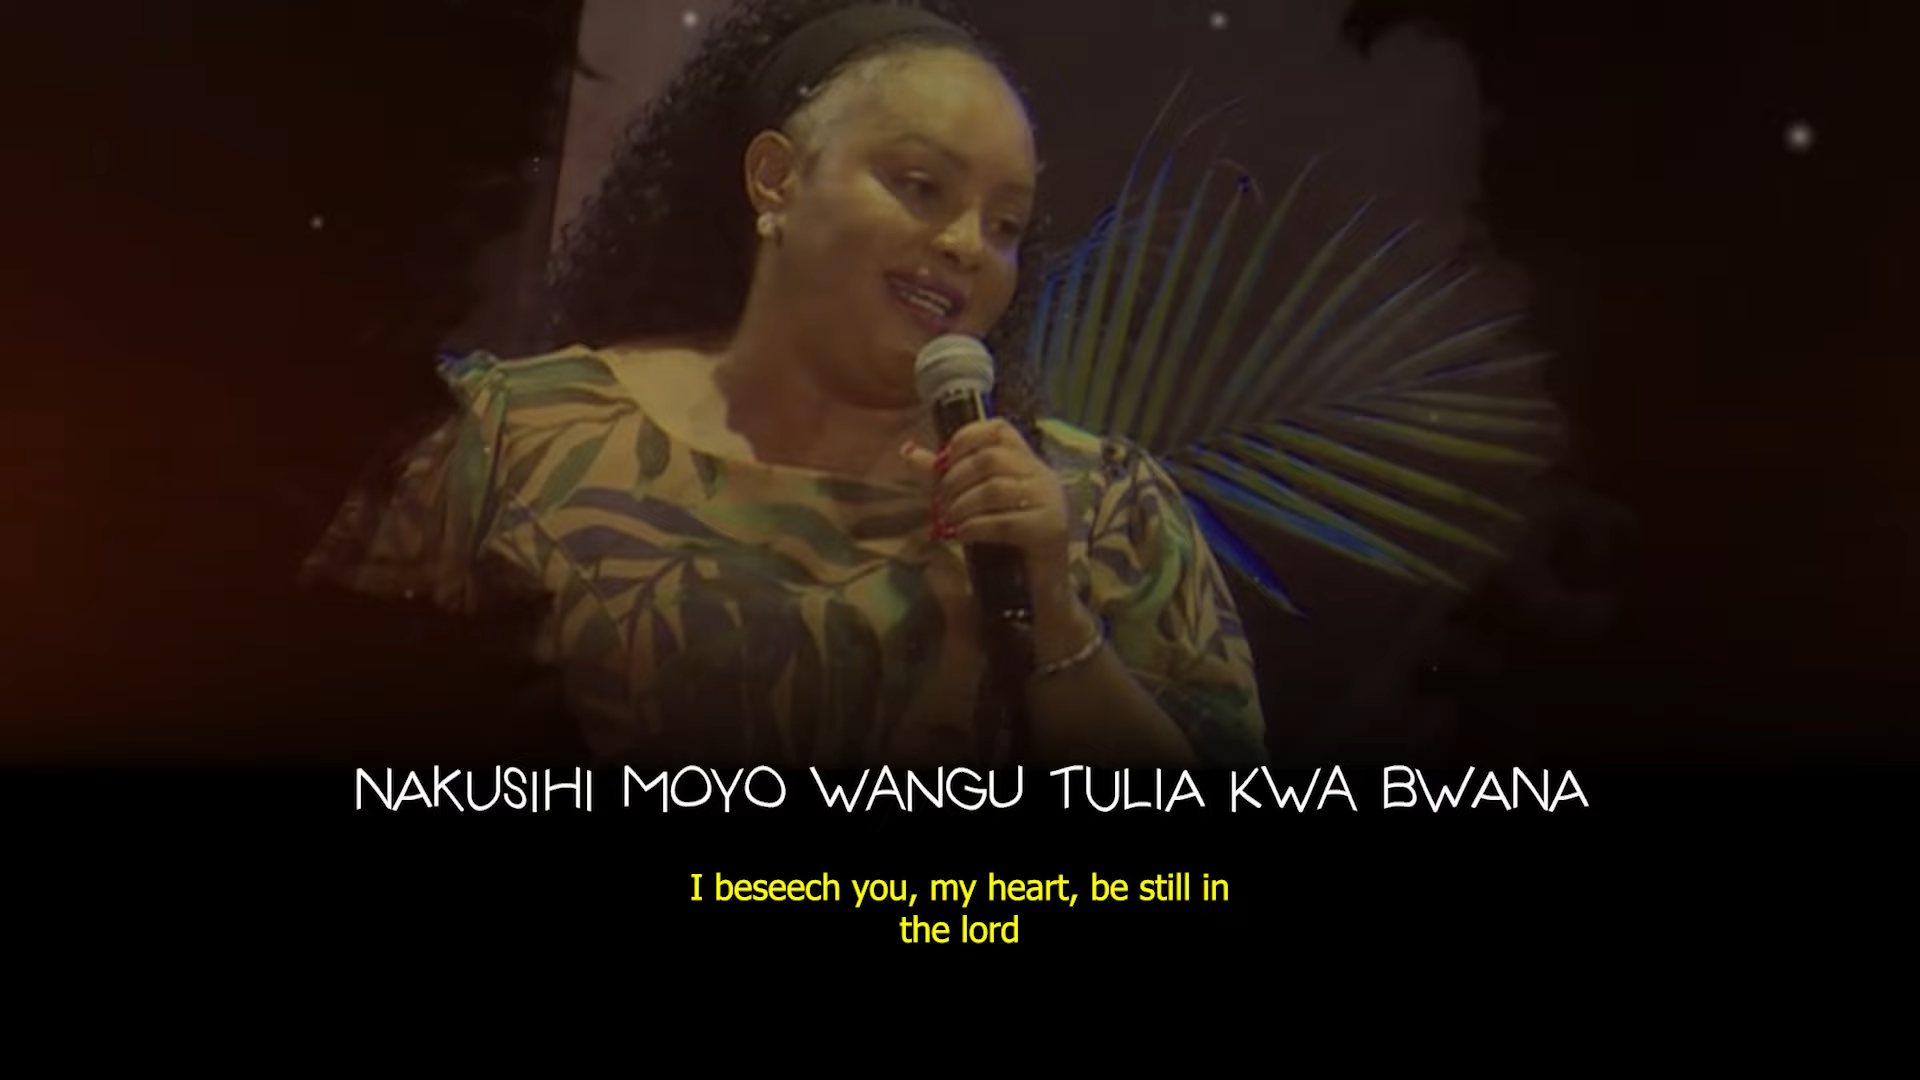 NAKUSIHI MOYO WANGU TULIA KWA BWANA
I beseech you, my heart, be still in
the lord